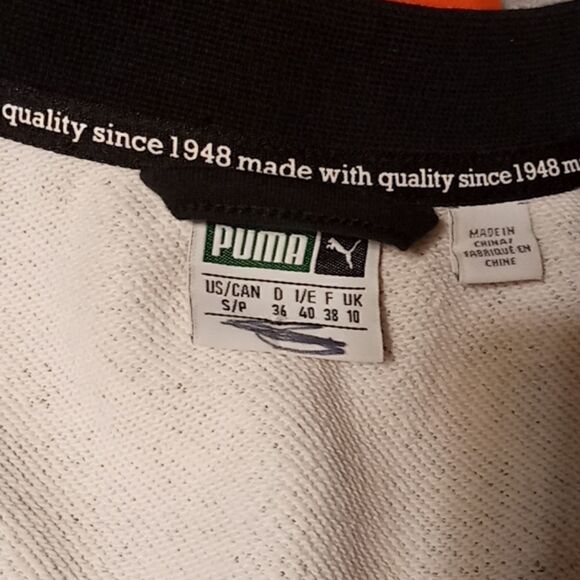 quality since 1948 made with quality since 1948 m
PUMA
US/CAN D I/E F UK
S/P 36 40 38 10
MADE IN
CHINA/
FABRIQUÉ EN
CHINE